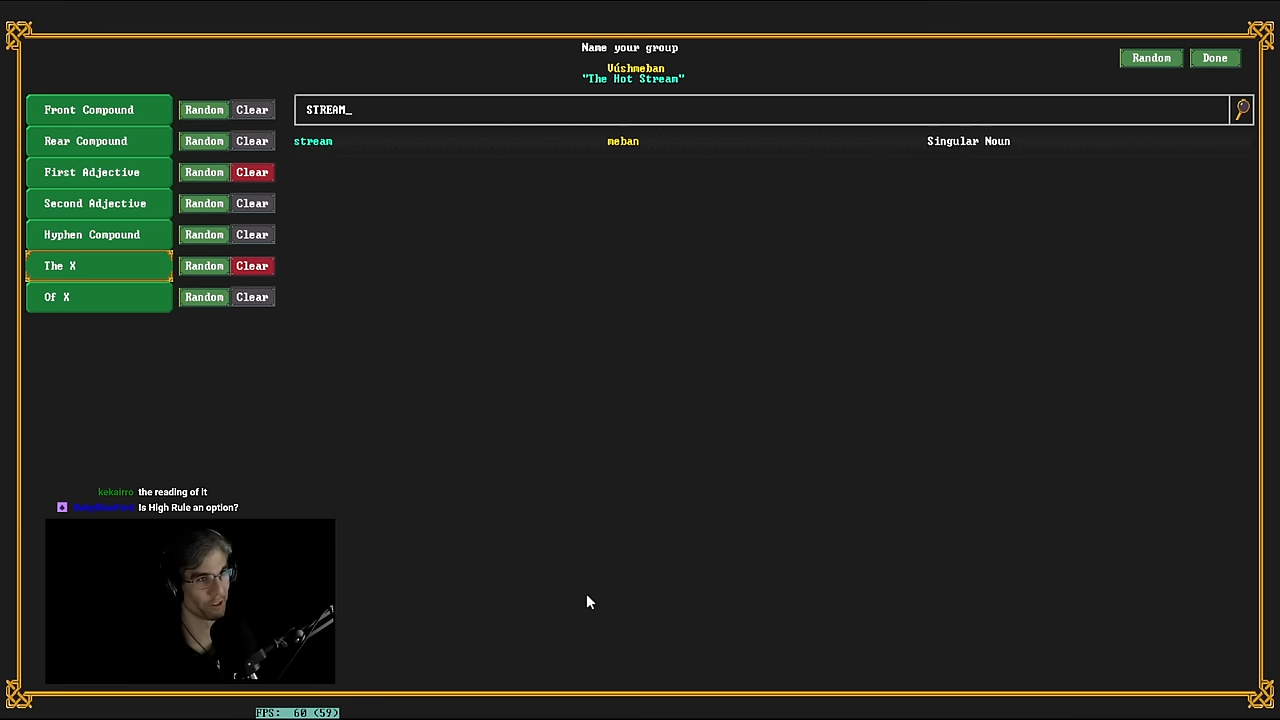 Name your group
Vúshmeban
"The Hot Stream"
Random Done
Front Compound Random Clear
STREAM_
Rear Compound Random Clear
stream meban Singular Noun
First Adjective Random Clear
Second Adjective Random Clear
Hyphen Compound Random Clear
The X Random Clear
Of X Random Clear
kekairro the reading of it
Is High Rule an option?
FPS: 60 (59)